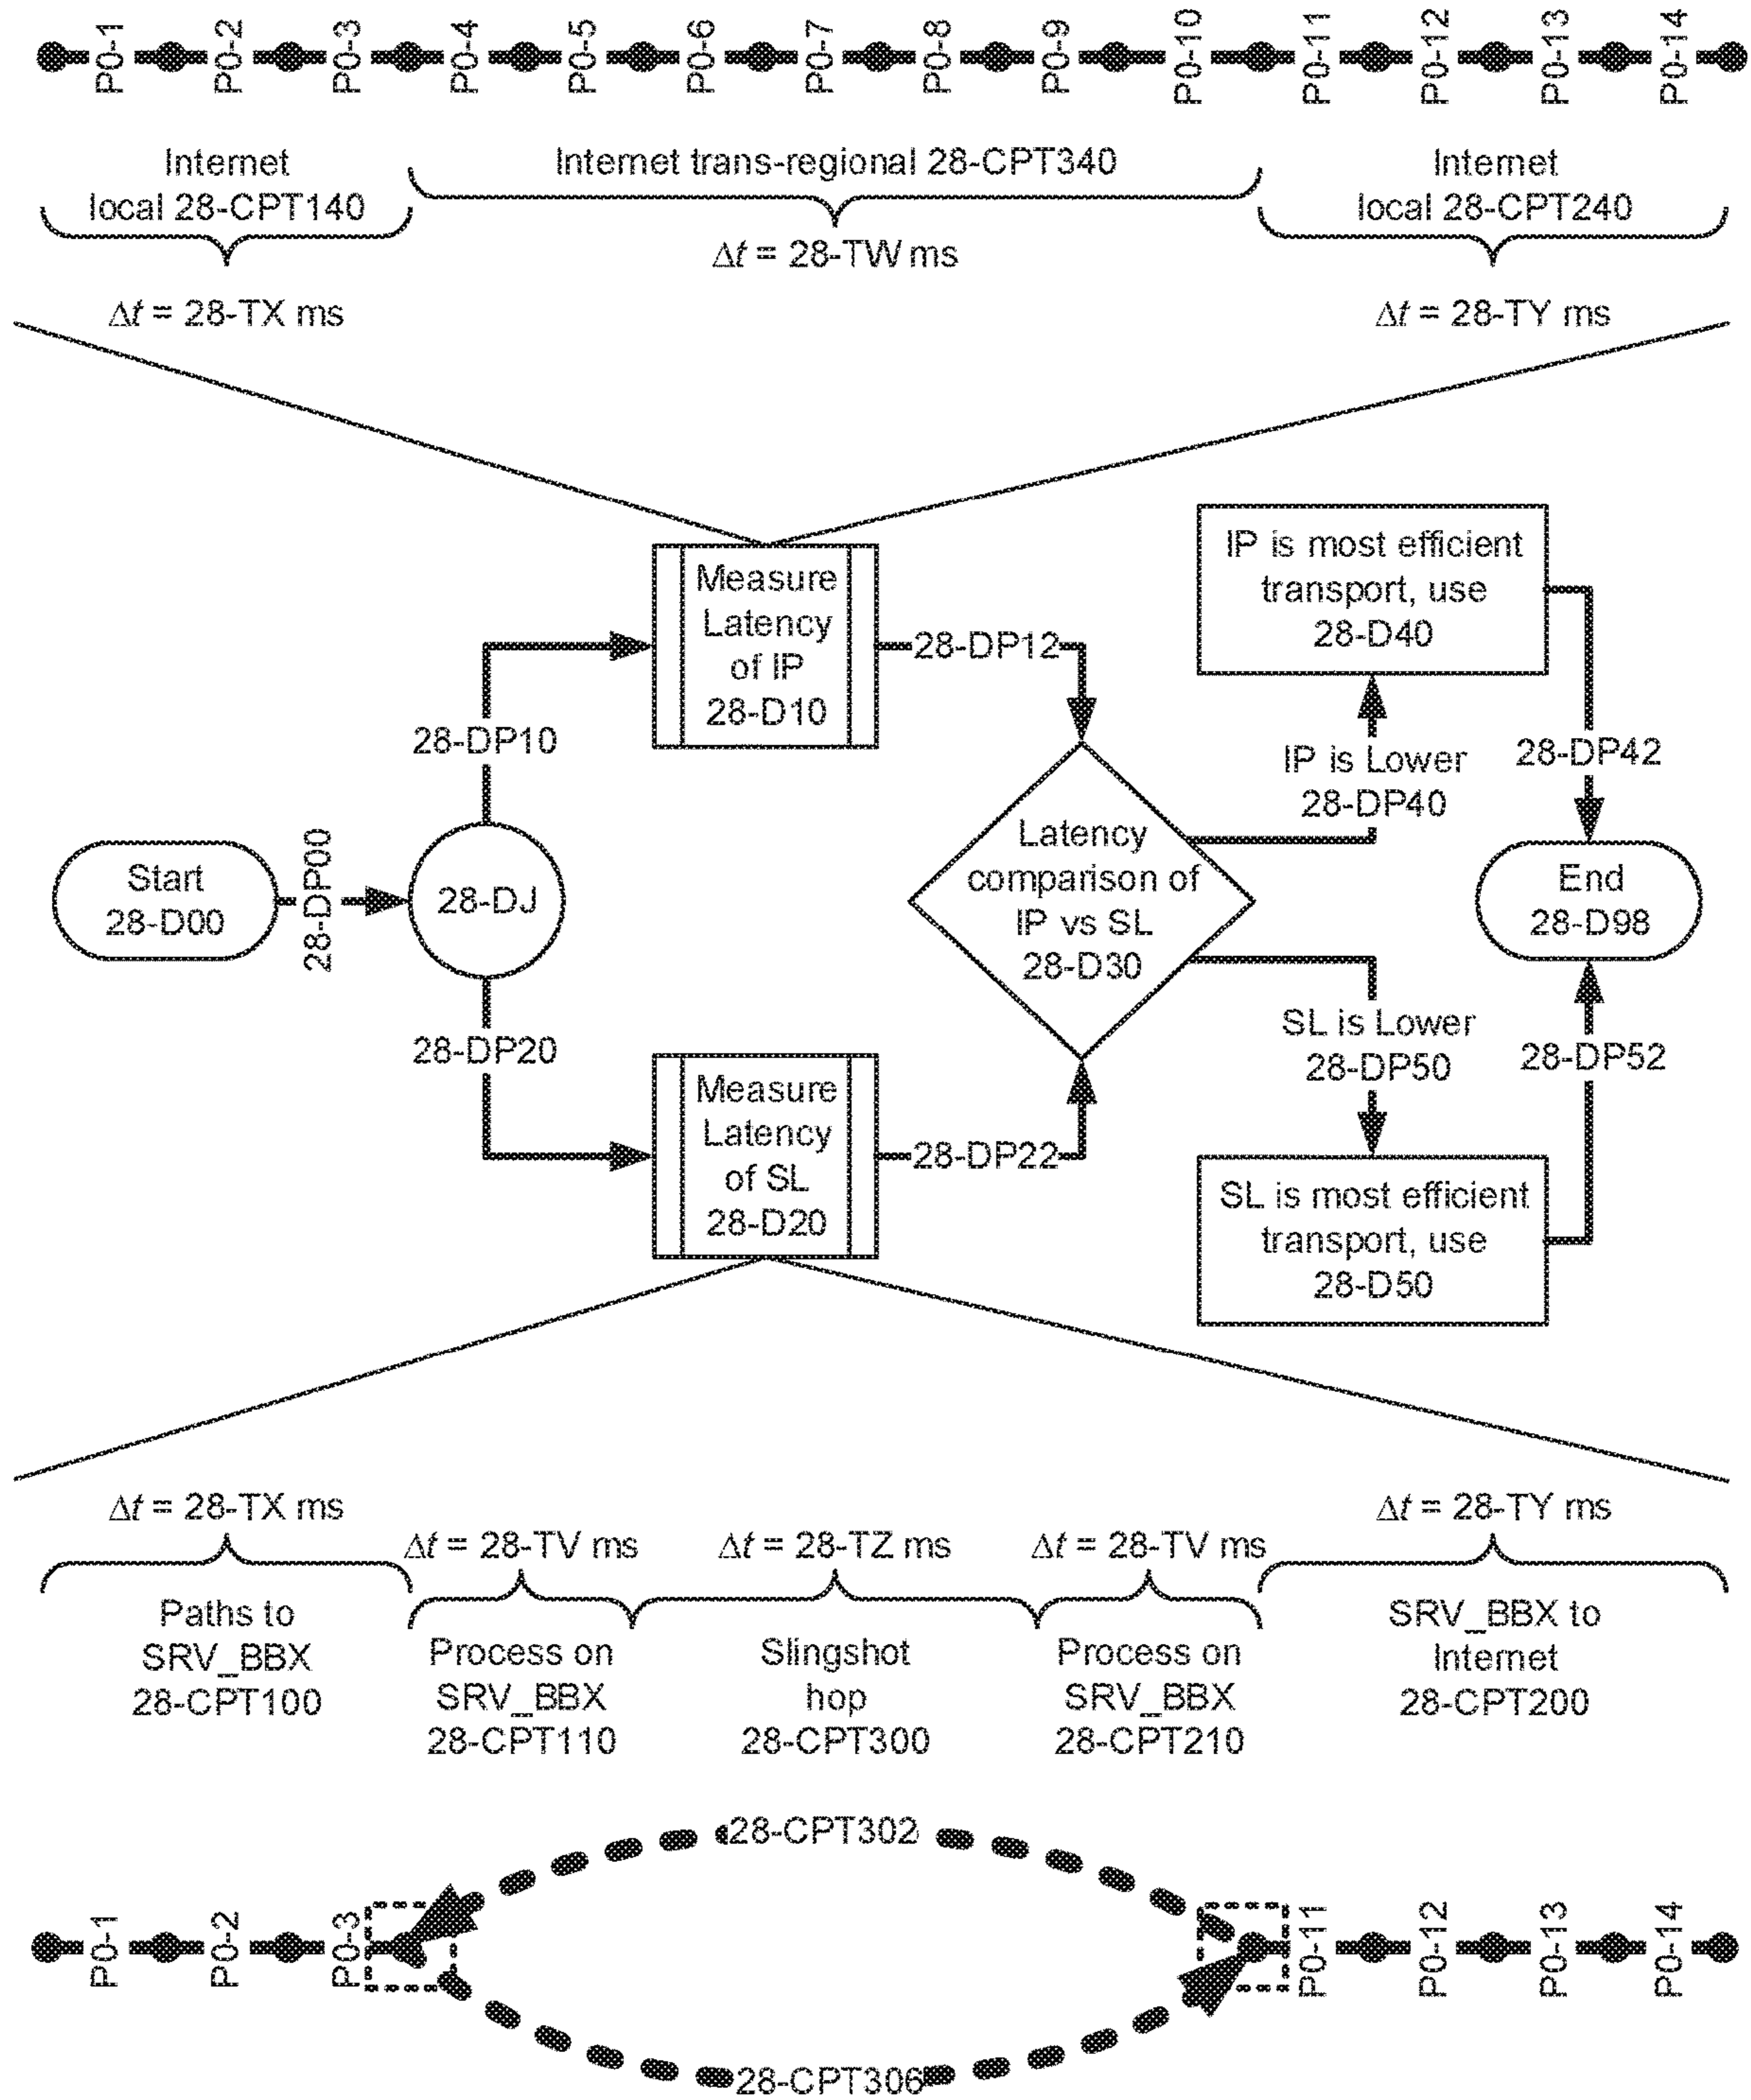 P0-1
P0-2
P0-3
P0-4
P0-5
P0-6
P0-7
P0-8
P0-9
P0-10
P0-11
P0-12
P0-13
P0-14
Internet
local 28-CPT140
Internet trans-regional 28-CPT340
Internet
local 28-CPT240
Δt = 28-TX ms
Δt = 28-TW ms
Δt = 28-TY ms
Measure
Latency
of IP
28-D10
IP is most efficient
transport, use
28-D40
28-DP10
28-DP12
IP is Lower
28-DP40
28-DP42
Start
28-D00
28-DP00
28-DJ
Latency
comparison of
IP vs SL
28-D30
End
28-D98
28-DP20
SL is Lower
28-DP50
28-DP52
Measure
Latency
of SL
28-D20
28-DP22
SL is most efficient
transport, use
28-D50
Δt = 28-TX ms
Δt = 28-TV ms
Δt = 28-TZ ms
Δt = 28-TV ms
Δt = 28-TY ms
Paths to
SRV_BBX
28-CPT100
Process on
SRV_BBX
28-CPT110
Slingshot
hop
28-CPT300
Process on
SRV_BBX
28-CPT210
SRV_BBX to
Internet
28-CPT200
28-CPT302
P0-1
P0-2
P0-3
P0-11
P0-12
P0-13
P0-14
28-CPT306